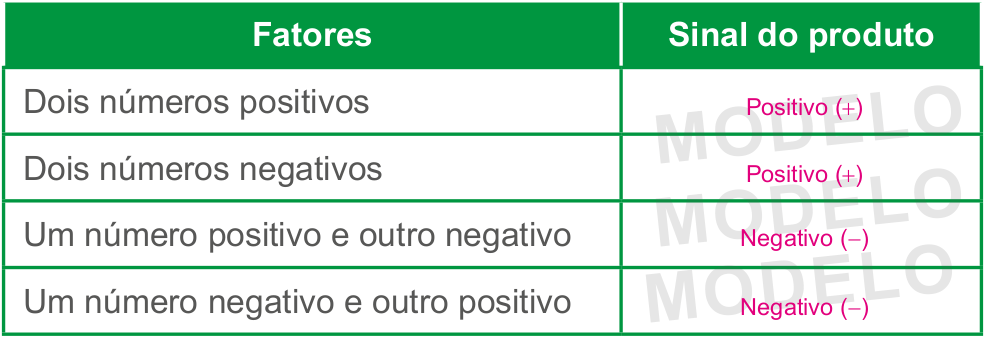 Fatores Sinal do produto
Dois números positivos Positivo (+)
Dois números negativos Positivo (+)
Um número positivo e outro negativo Negativo (–)
Um número negativo e outro positivo Negativo (–)
MODELO
MODELO
MODELO